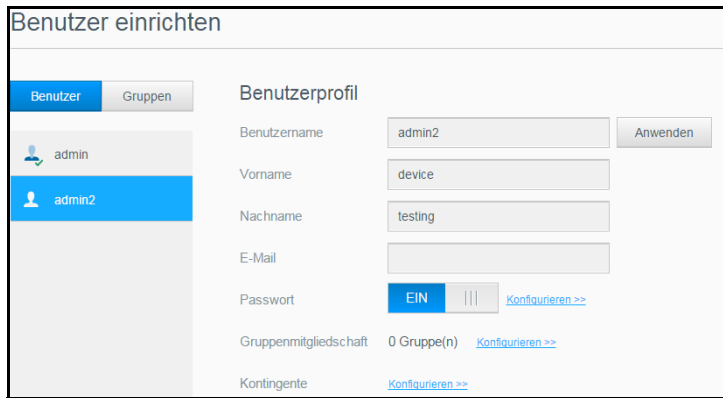 Benutzer einrichten
Benutzer Gruppen
admin
admin2
Benutzerprofil
Benutzername admin2 Anwenden
Vorname device
Nachname testing
E-Mail
Passwort EIN Konfigurieren >>
Gruppenmitgliedschaft 0 Gruppe(n) Konfigurieren >>
Kontingente Konfigurieren >>